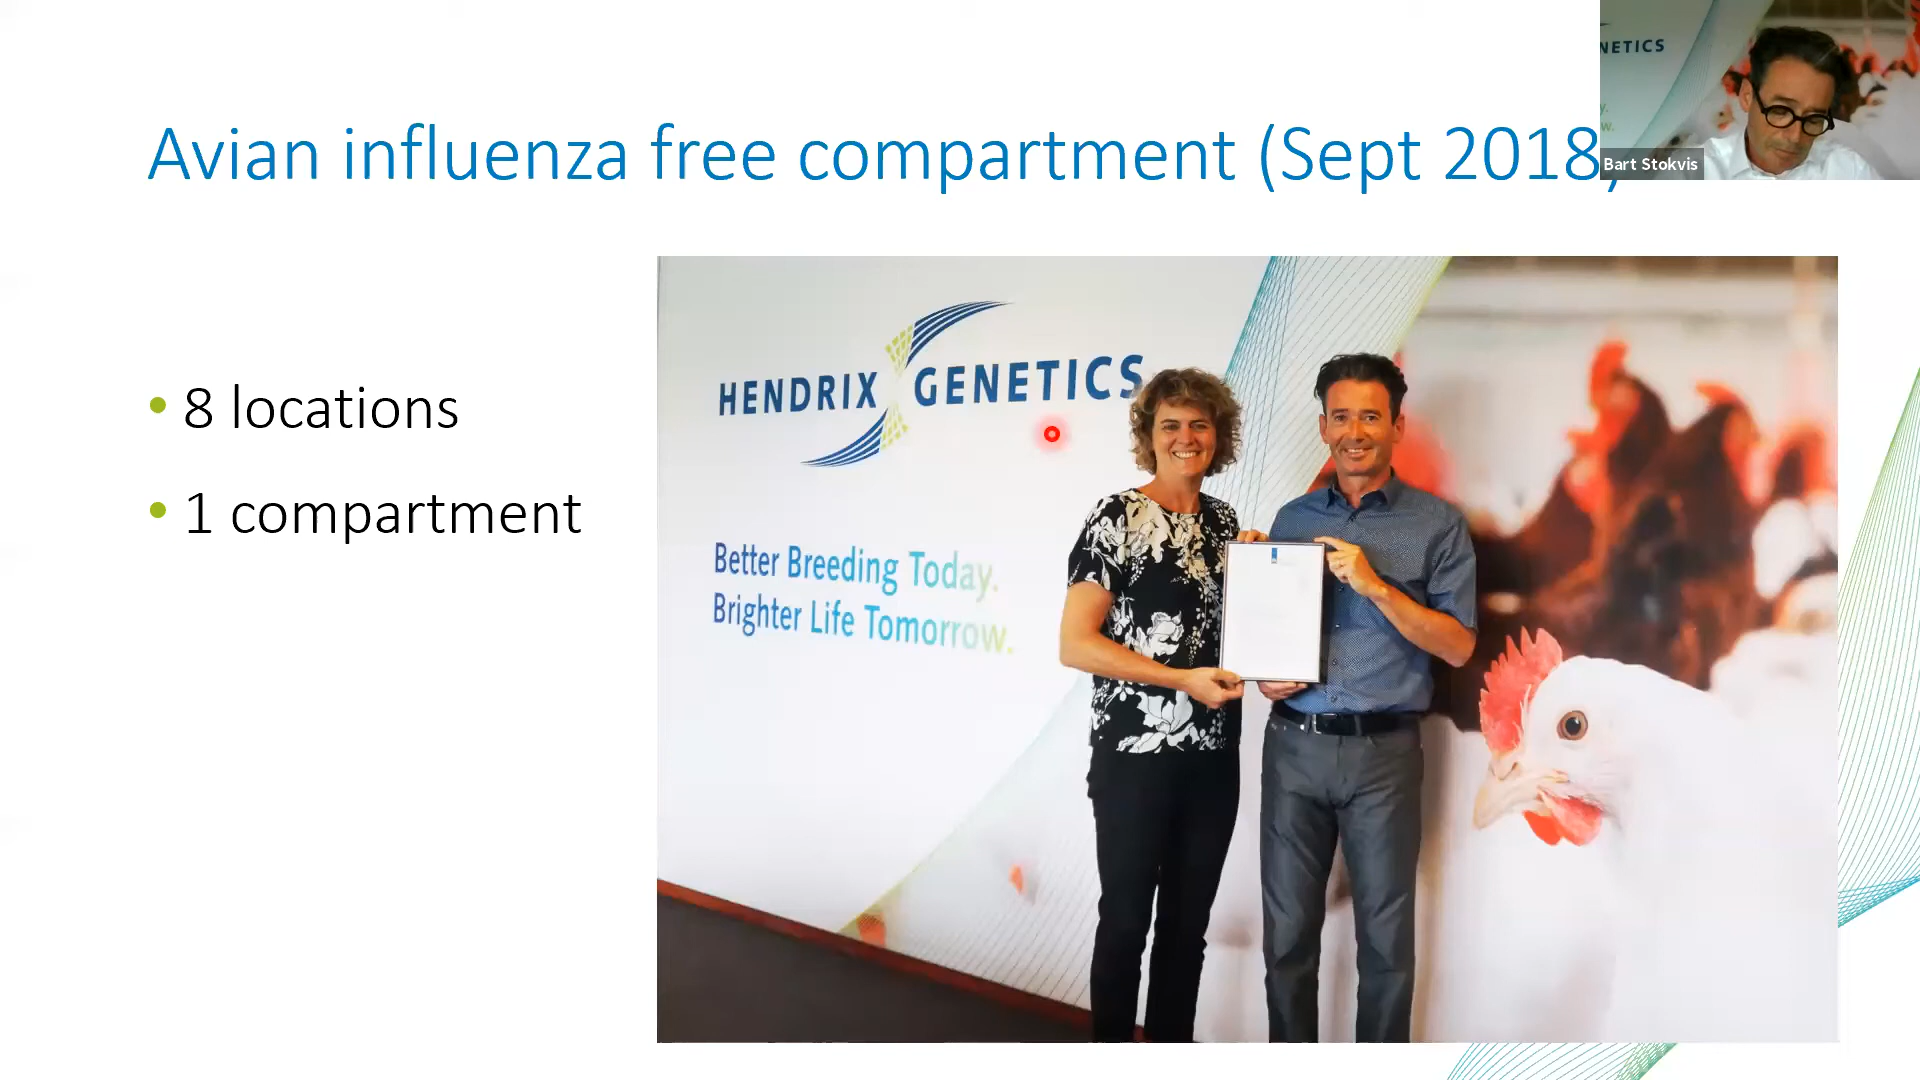 Avian influenza free compartment (Sept 2018)
NETICS
y.
w.
Bart Stokvis
• 8 locations
• 1 compartment
HENDRIX GENETICS
Better Breeding Today.
Brighter Life Tomorrow.